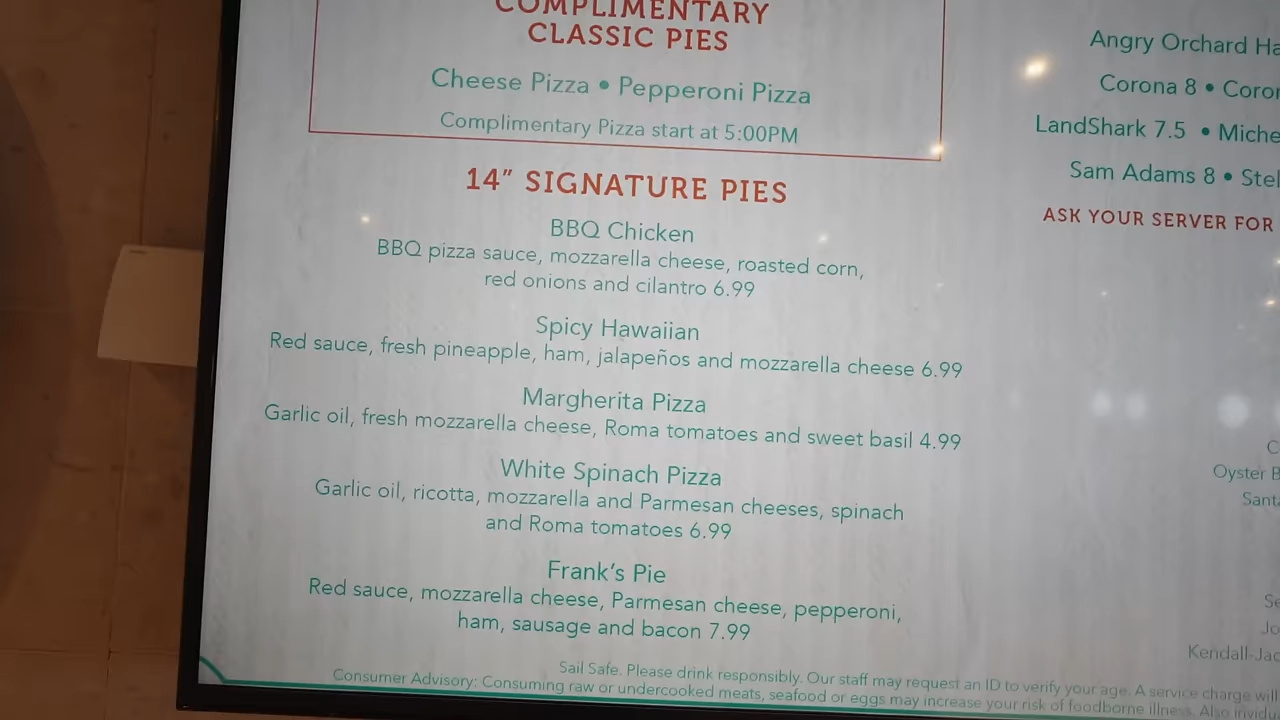 COMPLIMENTARY
CLASSIC PIES
Cheese Pizza • Pepperoni Pizza
Complimentary Pizza start at 5:00PM
14" SIGNATURE PIES
BBQ Chicken
BBQ pizza sauce, mozzarella cheese, roasted corn,
red onions and cilantro 6.99
Spicy Hawaiian
Red sauce, fresh pineapple, ham, jalapeños and mozzarella cheese 6.99
Margherita Pizza
Garlic oil, fresh mozzarella cheese, Roma tomatoes and sweet basil 4.99
White Spinach Pizza
Garlic oil, ricotta, mozzarella and Parmesan cheeses, spinach
and Roma tomatoes 6.99
Frank's Pie
Red sauce, mozzarella cheese, Parmesan cheese, pepperoni,
ham, sausage and bacon 7.99
Sail Safe. Please drink responsibly. Our staff may request an ID to verify your age. A service charge will
Consumer Advisory: Consuming raw or undercooked meats, seafood or eggs may increase your risk of foodborne illness. Also
Angry Orchard
Corona 8 •
LandShark 7.5 •
Sam Adams 8 •
ASK YOUR SERVER FOR
Oyster
Kendall-